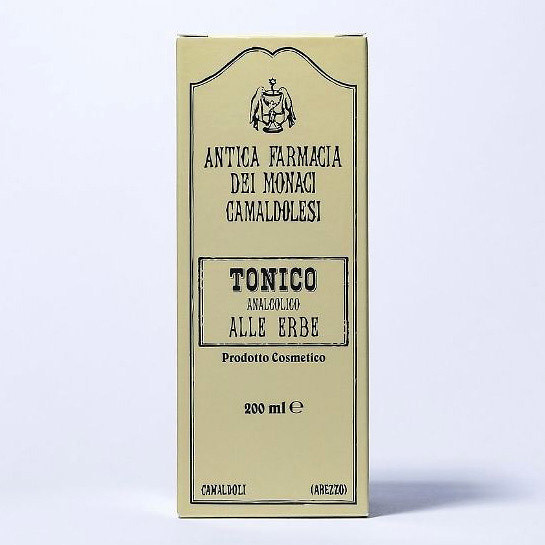 ANTICA FARMACIA
DEI MONACI
CAMALDOLESI
TONICO
ANALCOLICO
ALLE ERBE
Prodotto Cosmetico
200 ml ℮
CAMALDOLI (AREZZO)